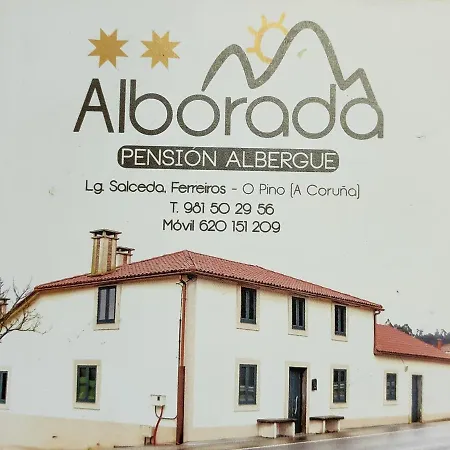 Alborada
PENSIÓN ALBERGUE
Lg. Salceda, Ferreiros - O Pino (A Coruña)
T. 981 50 29 56
Móvil 620 151 209